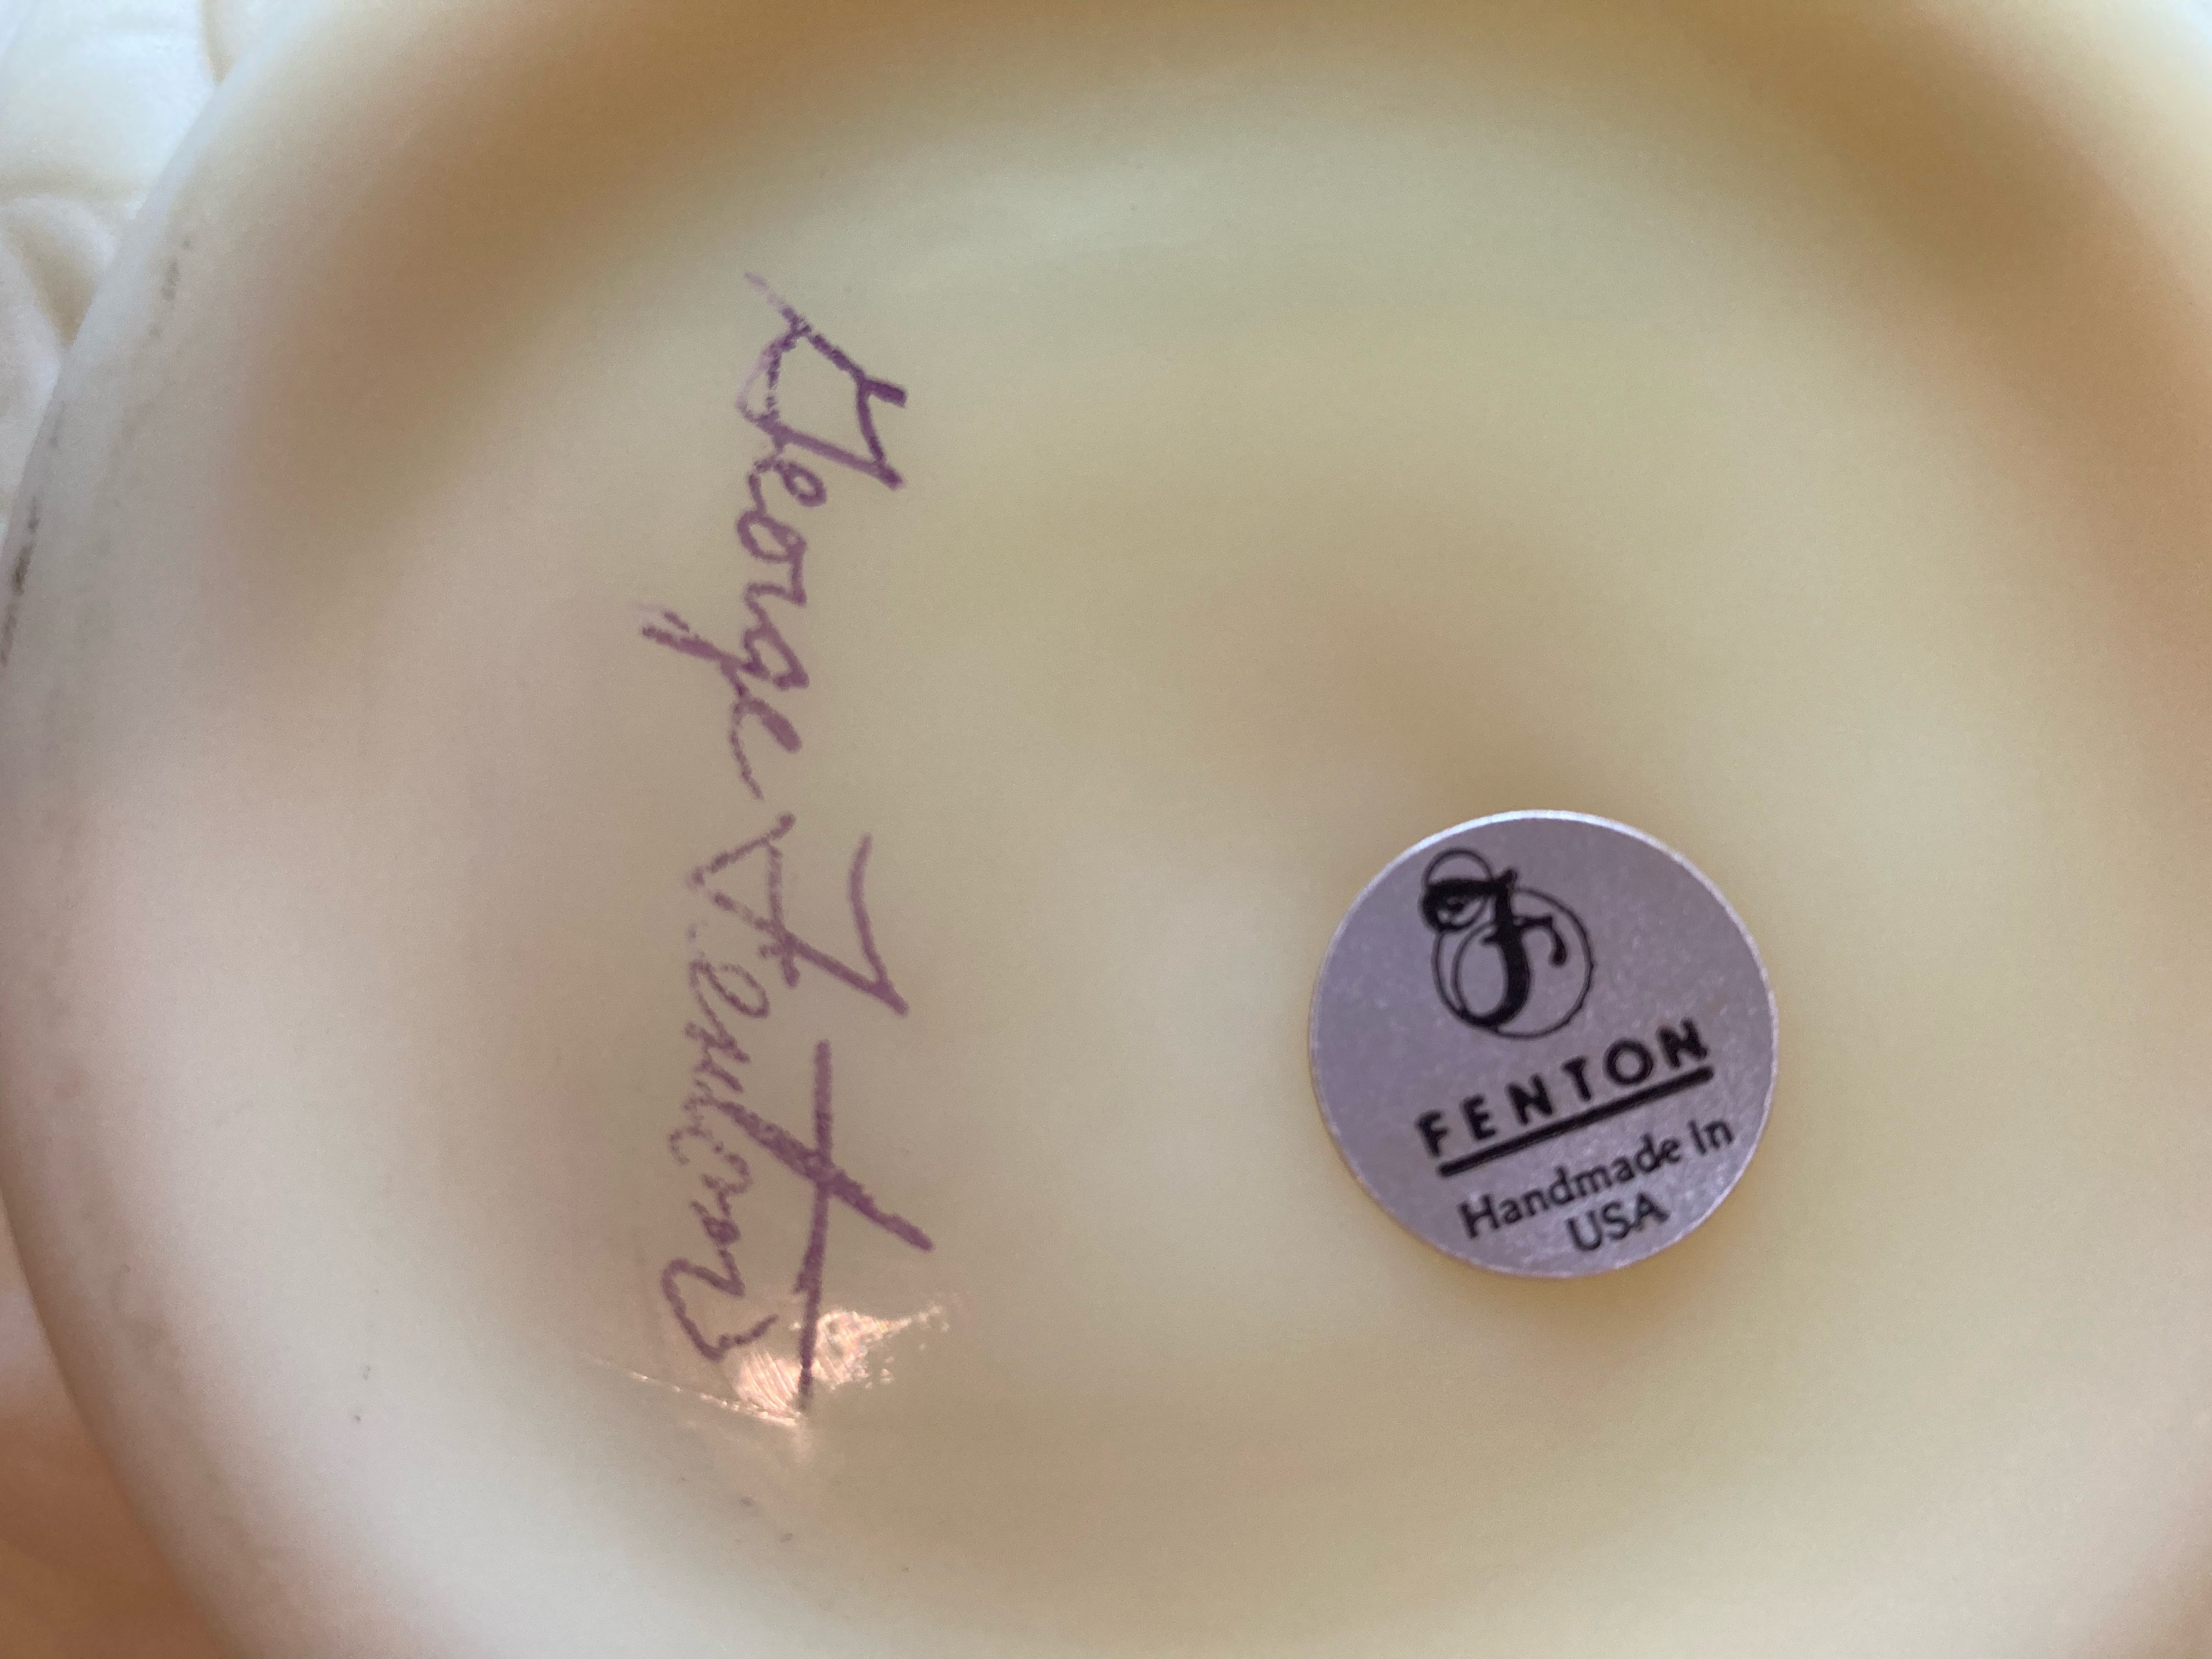 George Fenton
F
FENTON
Handmade In
USA